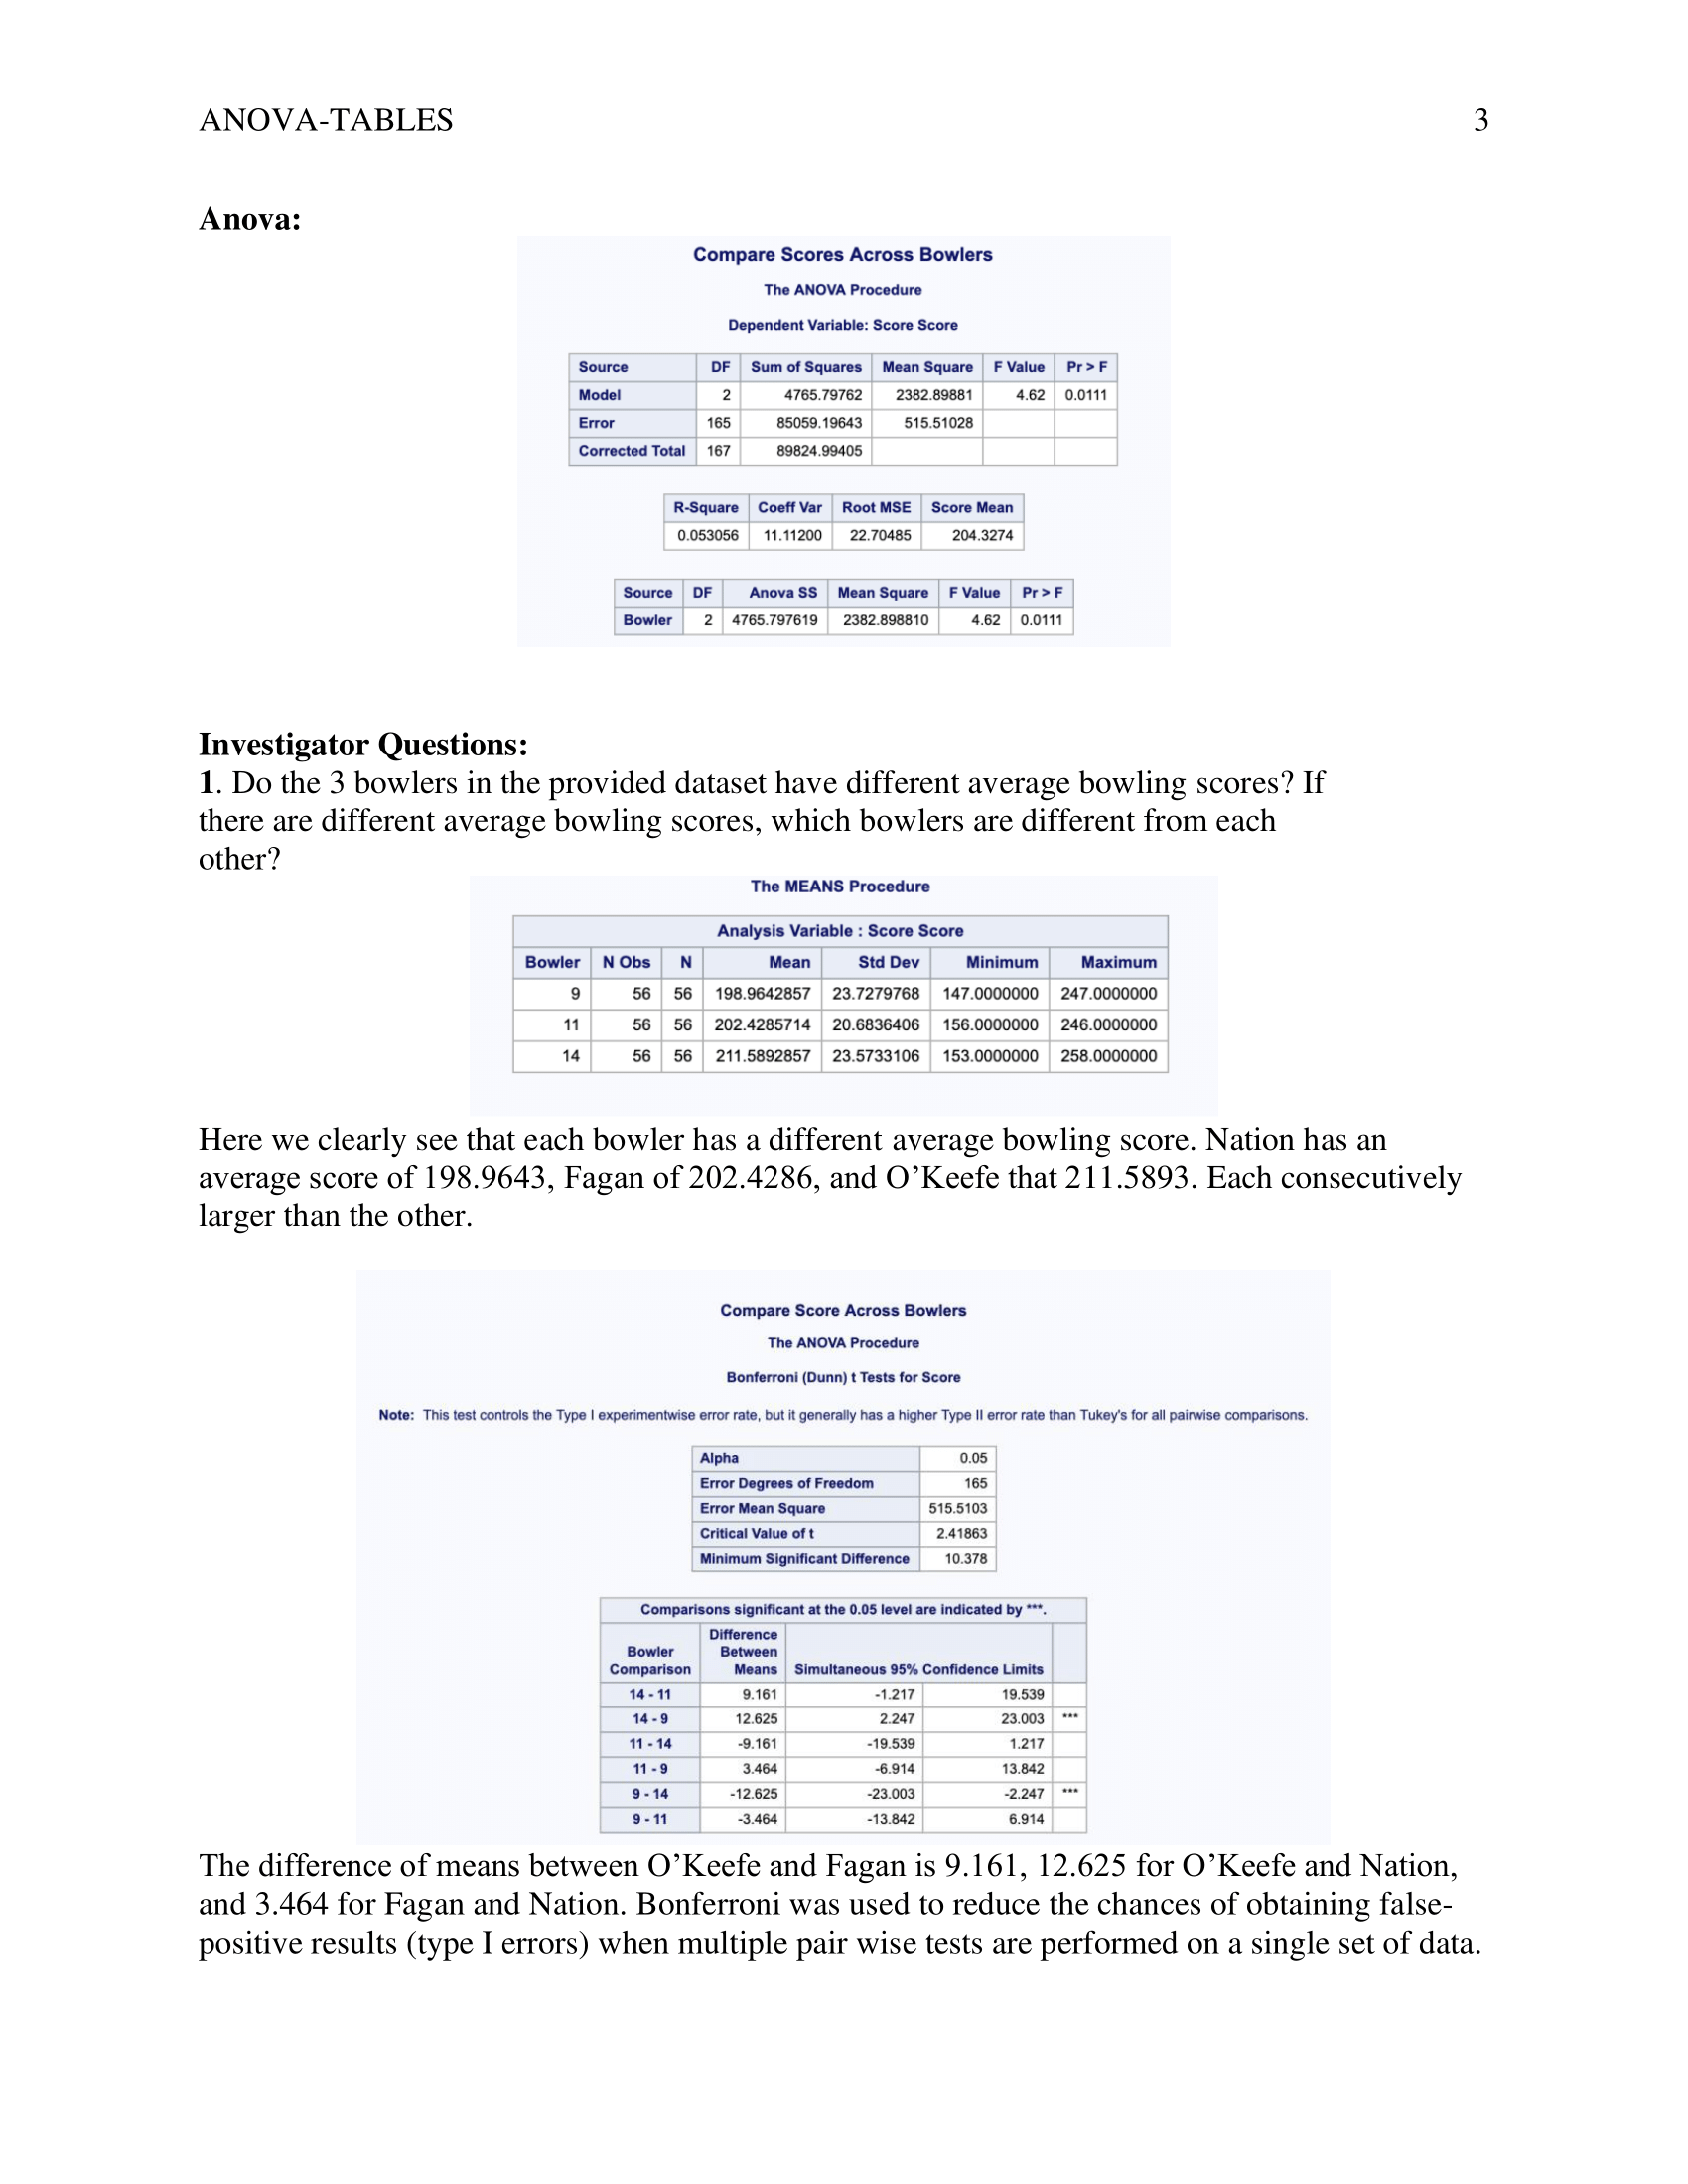 ANOVA-TABLES 3
Anova:
Compare Scores Across Bowlers
The ANOVA Procedure
Dependent Variable: Score Score
Source DF Sum of Squares Mean Square F Value Pr > F
Model 2 4765.79762 2382.89881 4.62 0.0111
Error 165 85059.19643 515.51028
Corrected Total 167 89824.99405
R-Square Coeff Var Root MSE Score Mean
0.053056 11.11200 22.70485 204.3274
Source DF Anova SS Mean Square F Value Pr > F
Bowler 2 4765.797619 2382.898810 4.62 0.0111
Investigator Questions:
1. Do the 3 bowlers in the provided dataset have different average bowling scores? If
there are different average bowling scores, which bowlers are different from each
other?
The MEANS Procedure
Analysis Variable : Score Score
Bowler N Obs N Mean Std Dev Minimum Maximum
9 56 56 198.9642857 23.7279768 147.0000000 247.0000000
11 56 56 202.4285714 20.6836406 156.0000000 246.0000000
14 56 56 211.5892857 23.5733106 153.0000000 258.0000000
Here we clearly see that each bowler has a different average bowling score. Nation has an
average score of 198.9643, Fagan of 202.4286, and O’Keefe that 211.5893. Each consecutively
larger than the other.
Compare Score Across Bowlers
The ANOVA Procedure
Bonferroni (Dunn) t Tests for Score
Note: This test controls the Type I experimentwise error rate, but it generally has a higher Type II error rate than Tukey's for all pairwise comparisons.
Alpha 0.05
Error Degrees of Freedom 165
Error Mean Square 515.5103
Critical Value of t 2.41863
Minimum Significant Difference 10.378
Comparisons significant at the 0.05 level are indicated by ***.
Difference
Bowler Between
Comparison Means Simultaneous 95% Confidence Limits
14 - 11 9.161 -1.217 19.539
14 - 9 12.625 2.247 23.003 ***
11 - 14 -9.161 -19.539 1.217
11 - 9 3.464 -6.914 13.842
9 - 14 -12.625 -23.003 -2.247 ***
9 - 11 -3.464 -13.842 6.914
The difference of means between O’Keefe and Fagan is 9.161, 12.625 for O’Keefe and Nation,
and 3.464 for Fagan and Nation. Bonferroni was used to reduce the chances of obtaining false-
positive results (type I errors) when multiple pair wise tests are performed on a single set of data.